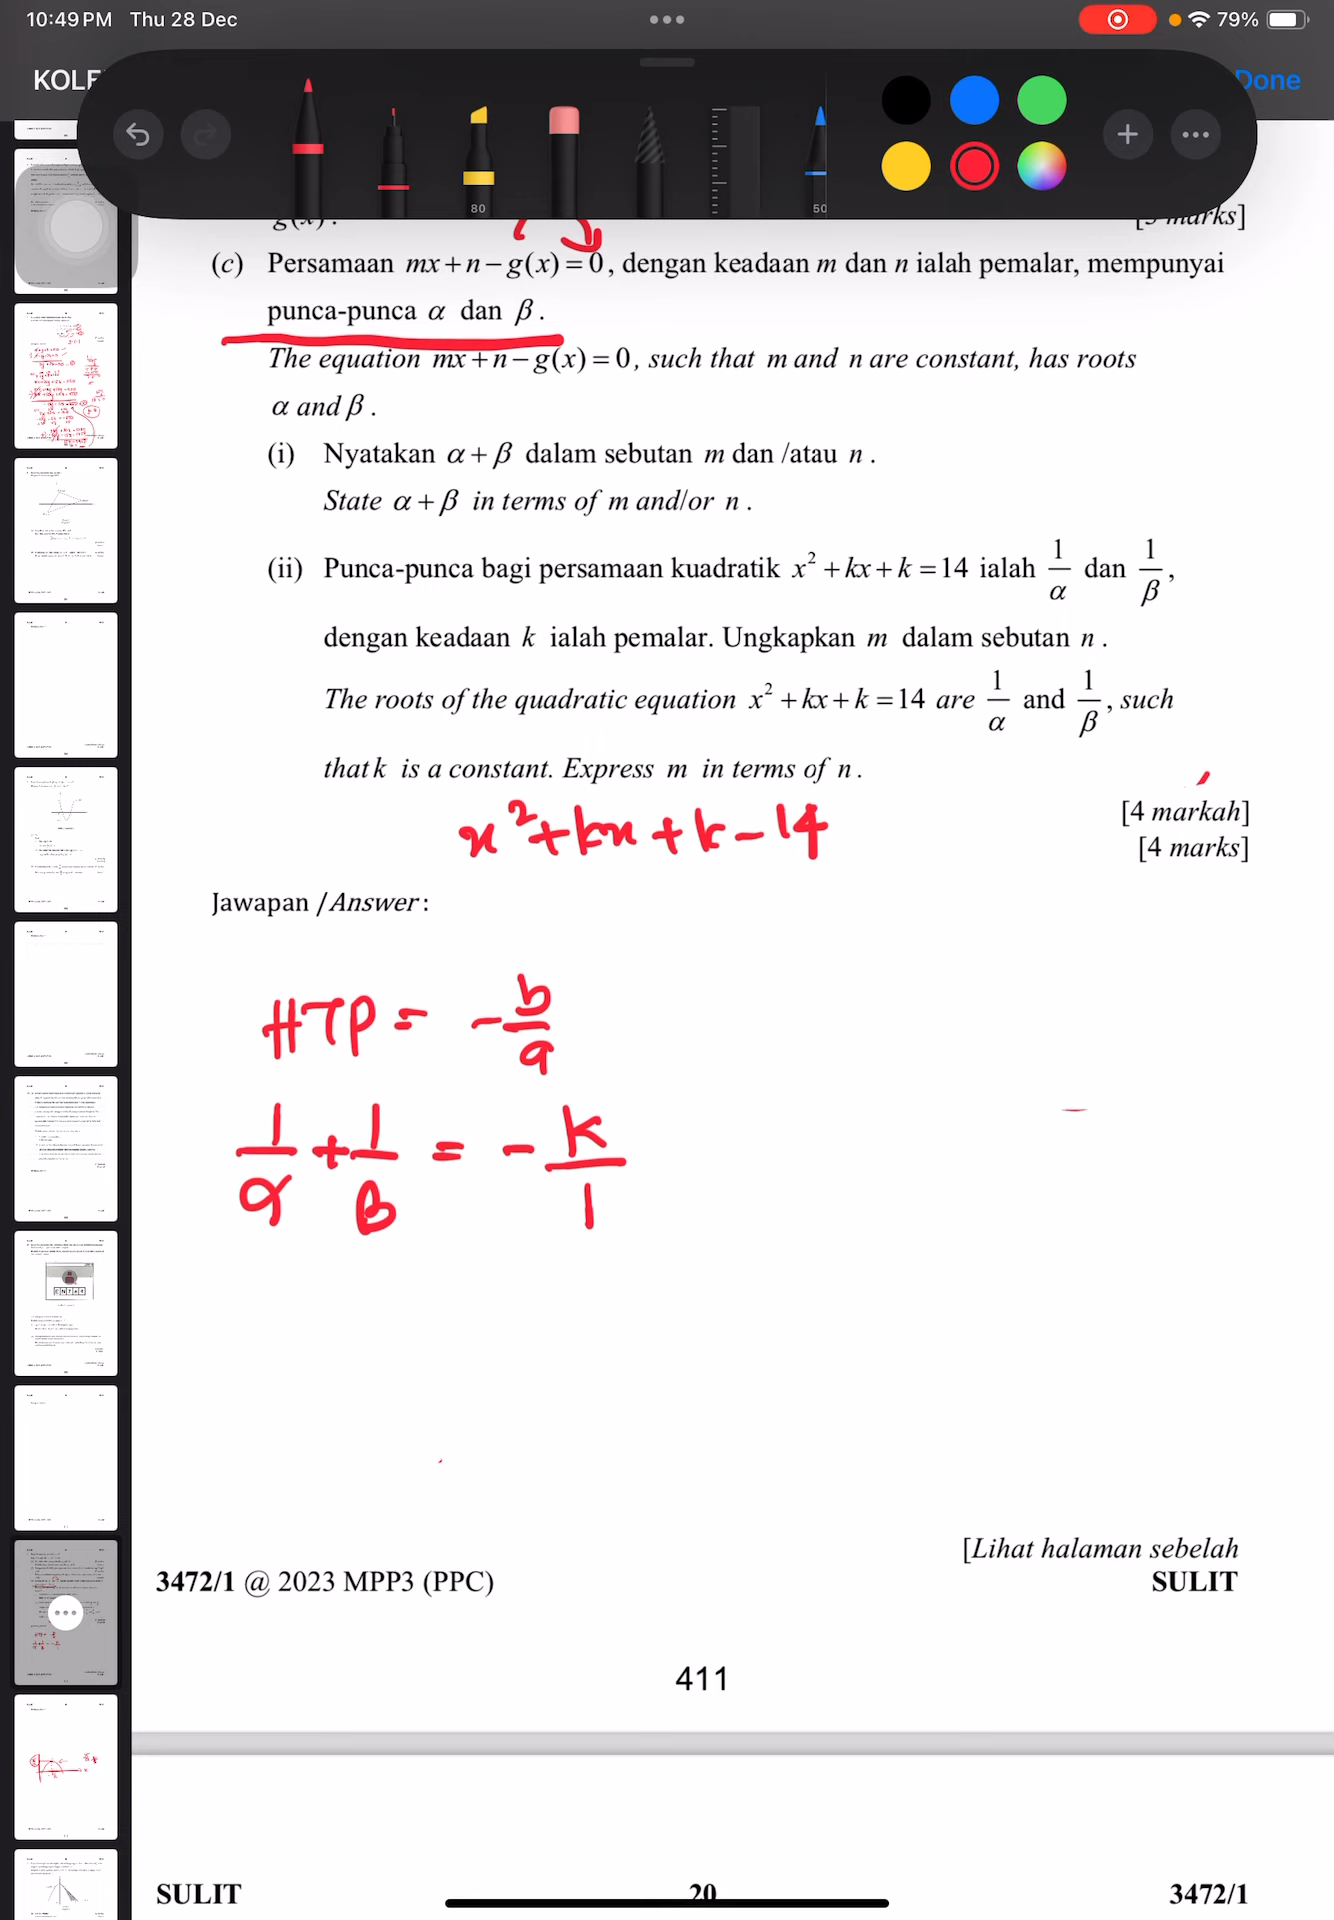 10:49 PM Thu 28 Dec
79%
KOLE
Done
80
50
g(x).
[3 marks]
(c) Persamaan mx+n−g(x)=0, dengan keadaan m dan n ialah pemalar, mempunyai
punca-punca α dan β.
The equation mx+n−g(x)=0, such that m and n are constant, has roots
α and β.
(i) Nyatakan α+β dalam sebutan m dan /atau n.
State α+β in terms of m and/or n.
(ii) Punca-punca bagi persamaan kuadratik x²+kx+k=14 ialah 1/α dan 1/β,
dengan keadaan k ialah pemalar. Ungkapkan m dalam sebutan n.
The roots of the quadratic equation x²+kx+k=14 are 1/α and 1/β, such
that k is a constant. Express m in terms of n.
x²+kx+k−14
[4 markah]
[4 marks]
Jawapan /Answer:
HTP = −b/a
1/α + 1/β = −k/1
[Lihat halaman sebelah
3472/1 @ 2023 MPP3 (PPC)
SULIT
411
SULIT
20
3472/1